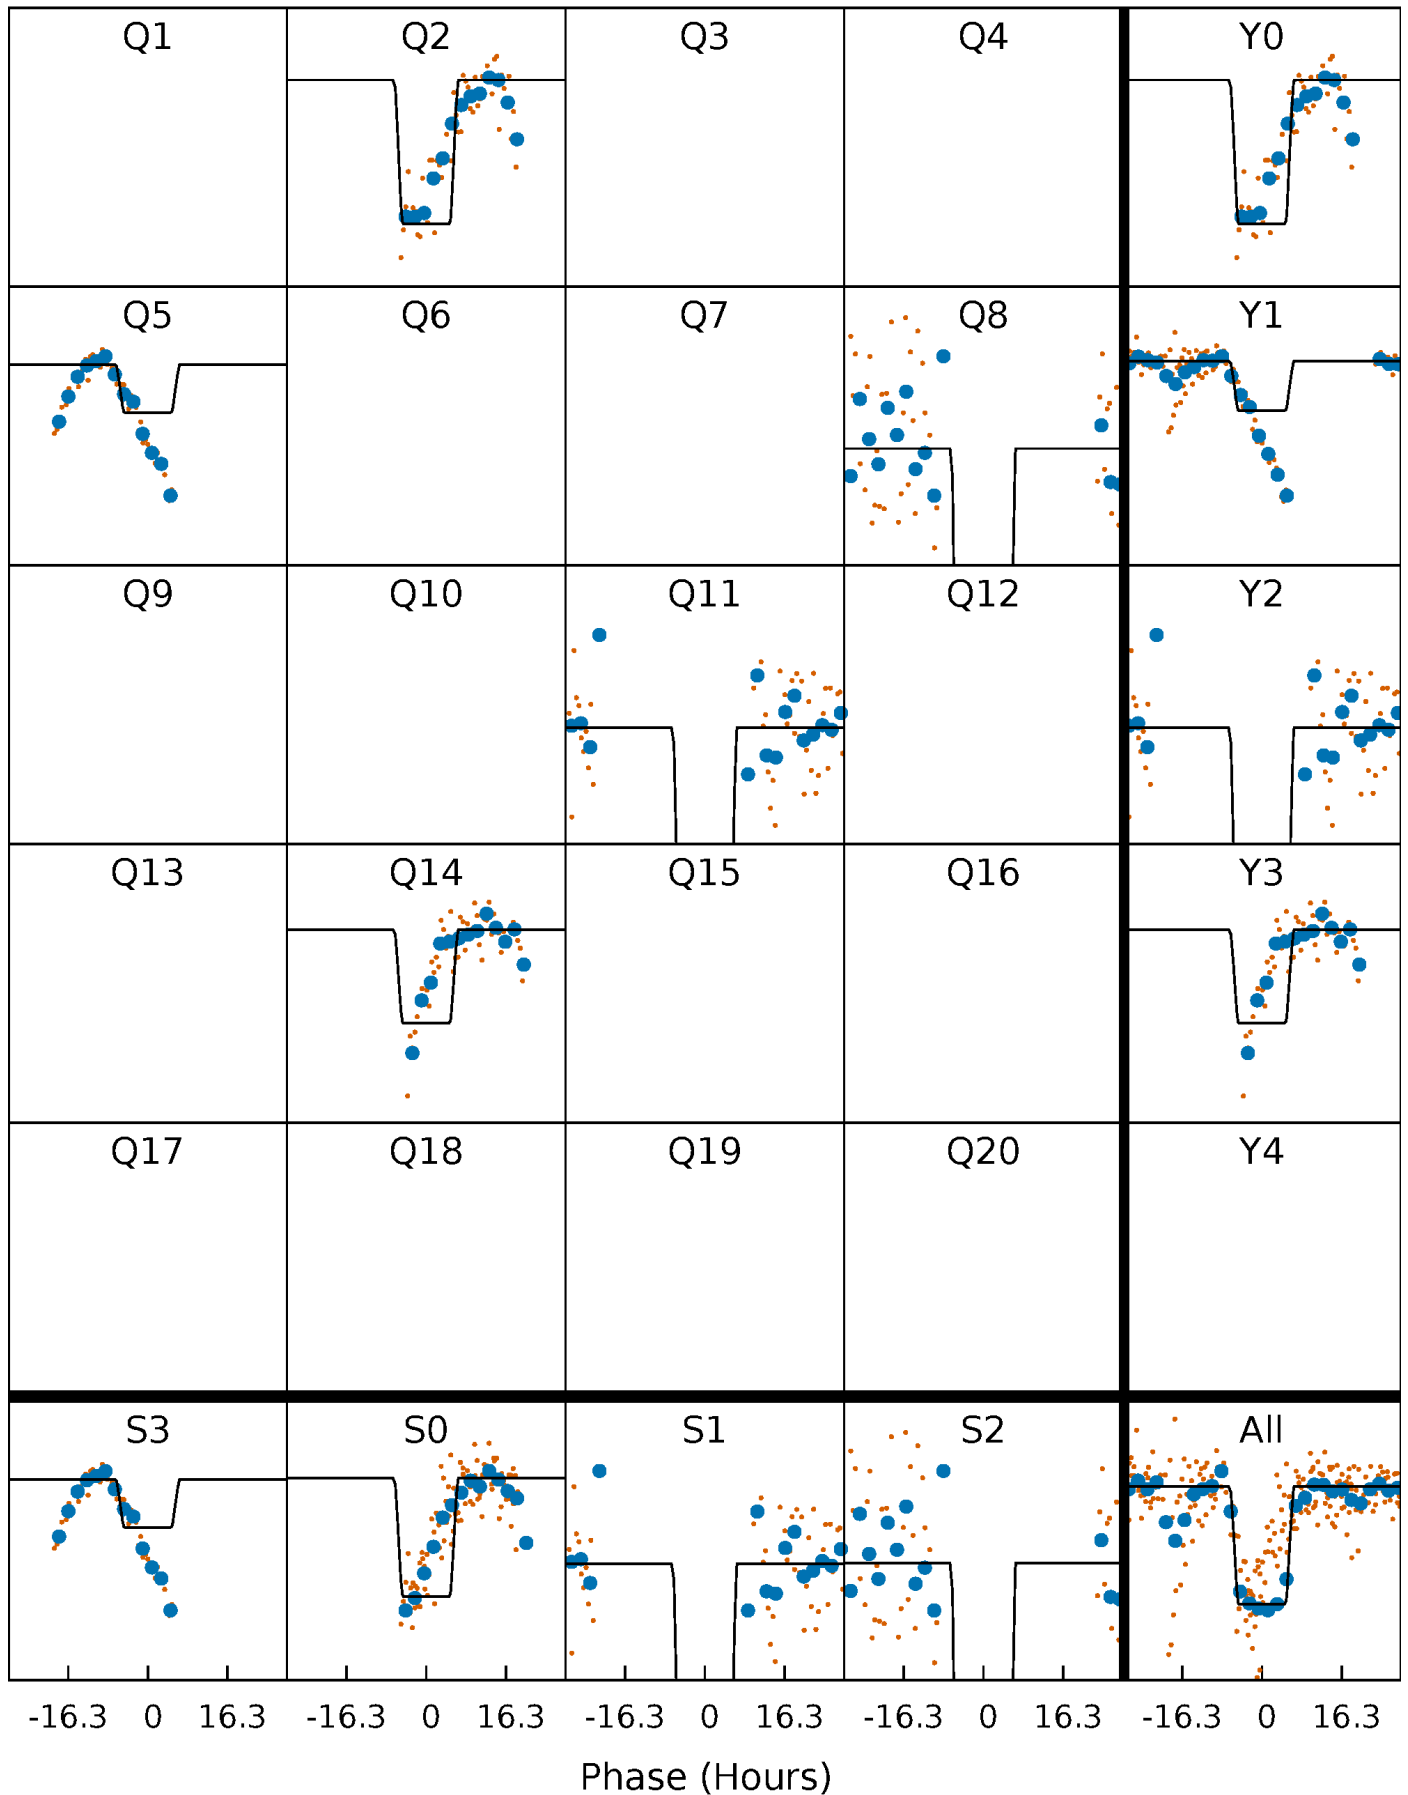 Q1 Q2 Q3 Q4 Y0
Q5 Q6 Q7 Q8 Y1
Q9 Q10 Q11 Q12 Y2
Q13 Q14 Q15 Q16 Y3
Q17 Q18 Q19 Q20 Y4
S3 S0 S1 S2 All
-16.3 0 16.3 -16.3 0 16.3 -16.3 0 16.3 -16.3 0 16.3 -16.3 0 16.3
Phase (Hours)